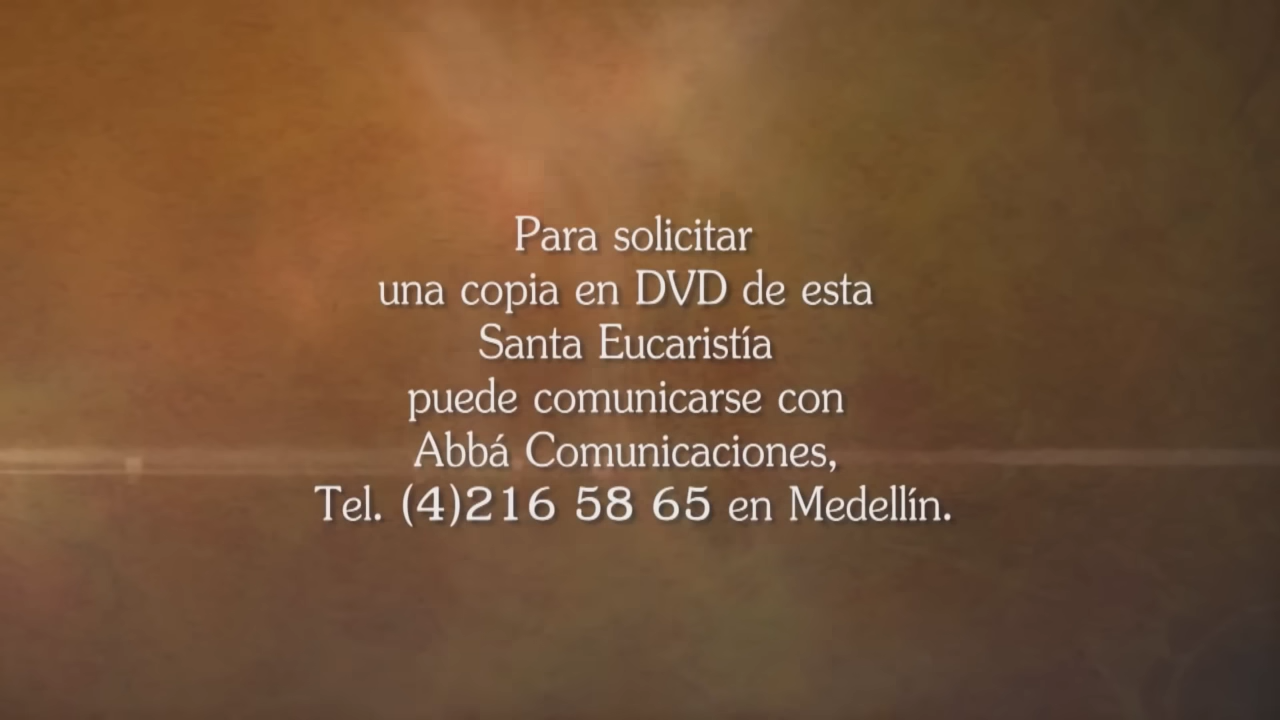 Para solicitar
una copia en DVD de esta
Santa Eucaristía
puede comunicarse con
Abbá Comunicaciones,
Tel. (4)216 58 65 en Medellín.